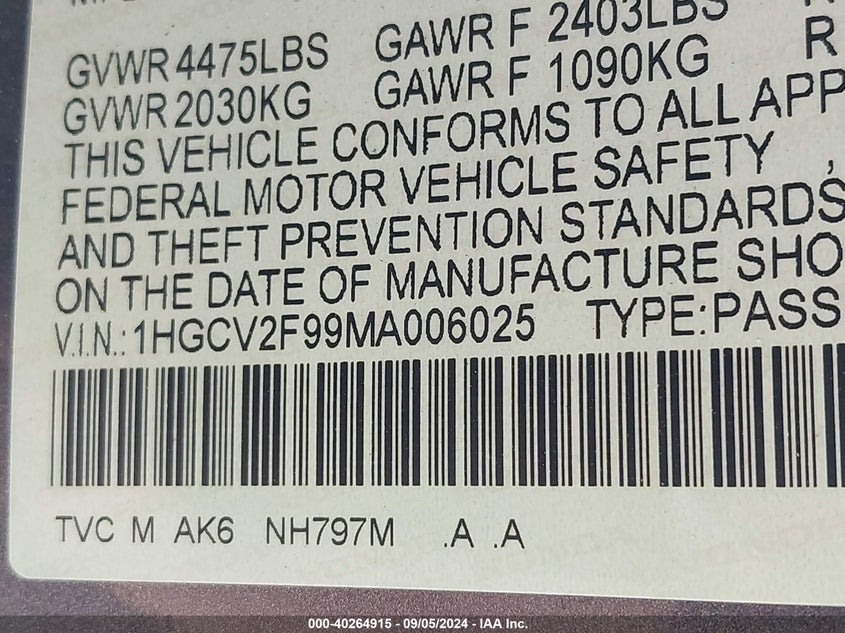 GVWR 4475LBS GAWR F 2403LBS
GVWR 2030KG GAWR F 1090KG R
THIS VEHICLE CONFORMS TO ALL APP
FEDERAL MOTOR VEHICLE SAFETY ,
AND THEFT PREVENTION STANDARDS
ON THE DATE OF MANUFACTURE SHO
V.I.N.: 1HGCV2F99MA006025 TYPE:PASS
TVC M AK6 NH797M .A .A
000-40264915 - 09/05/2024 - IAA Inc.